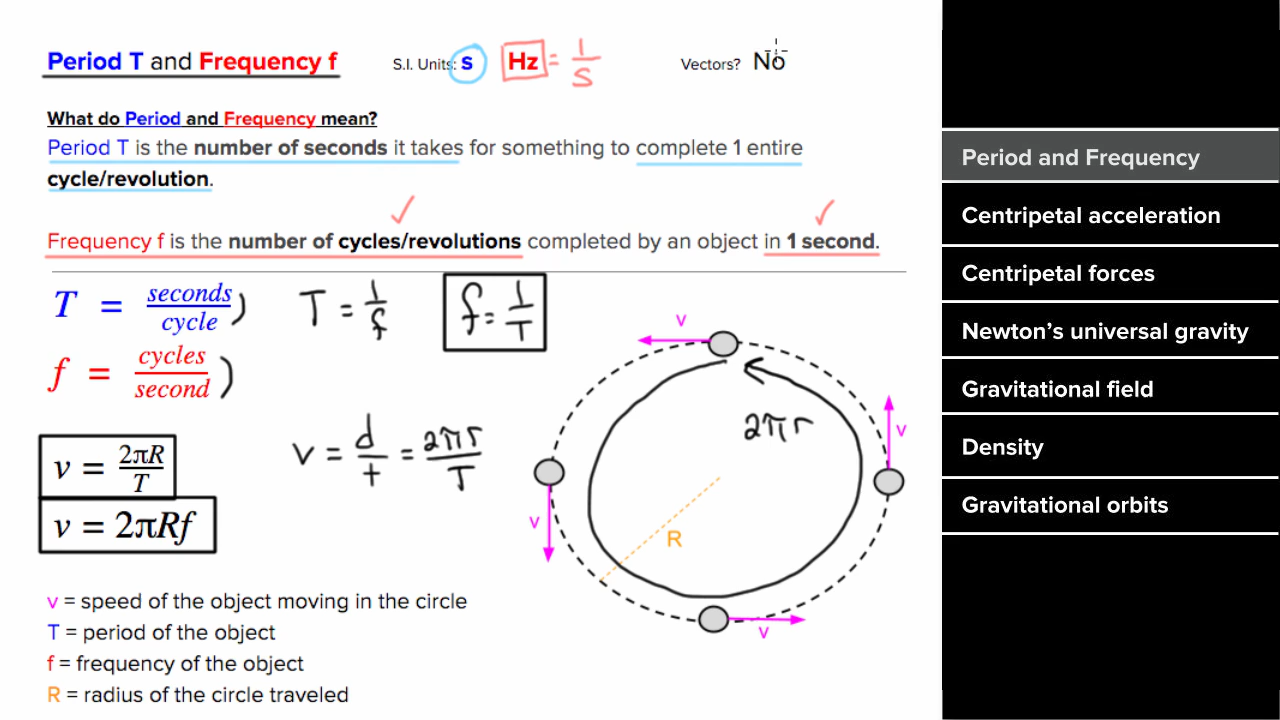 Period T and Frequency f S.I. Units: s Hz = 1/s Vectors? No
What do Period and Frequency mean?
Period T is the number of seconds it takes for something to complete 1 entire
cycle/revolution.
Frequency f is the number of cycles/revolutions completed by an object in 1 second.
T = seconds/cycle) T = 1/f f = 1/T
f = cycles/second)
v = d/t = 2πr/T
v = 2πR/T
v = 2πRf
v
v
v
v
2πr
R
v = speed of the object moving in the circle
T = period of the object
f = frequency of the object
R = radius of the circle traveled
Period and Frequency
Centripetal acceleration
Centripetal forces
Newton’s universal gravity
Gravitational field
Density
Gravitational orbits